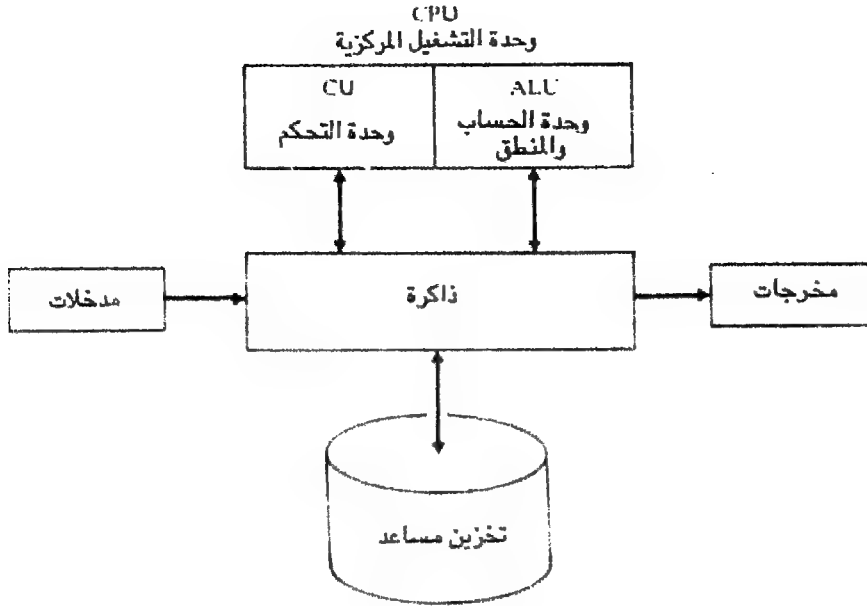 CPU
وحدة التشغيل المركزية
CU
وحدة التحكم
ALU
وحدة الحساب
والمنطق
مدخلات
ذاكرة
مخرجات
تخزين مساعد